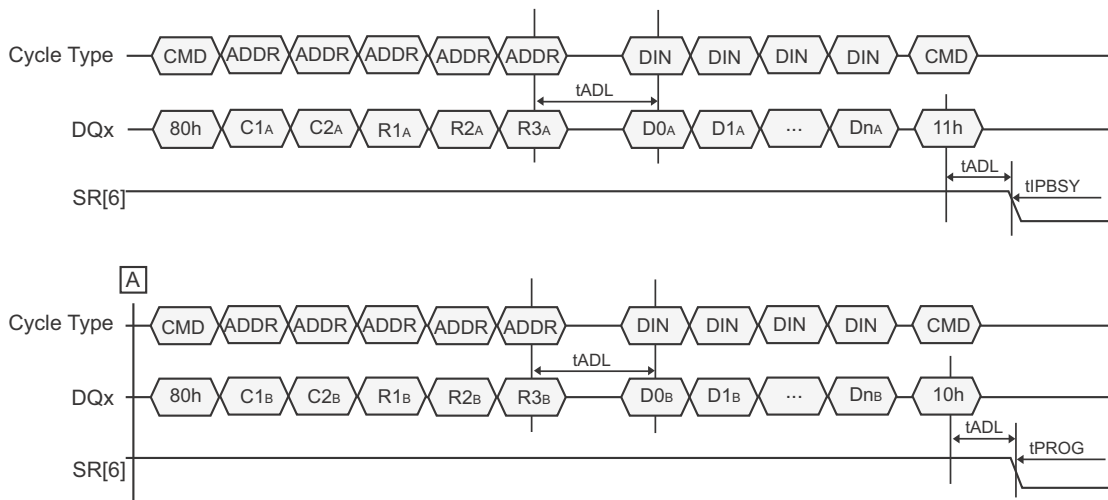 Cycle Type CMD ADDR ADDR ADDR ADDR ADDR DIN DIN DIN DIN CMD
tADL
DQx 80h C1A C2A R1A R2A R3A D0A D1A ... DnA 11h
tADL
SR[6] tIPBSY
A
Cycle Type CMD ADDR ADDR ADDR ADDR ADDR DIN DIN DIN DIN CMD
tADL
DQx 80h C1B C2B R1B R2B R3B D0B D1B ... DnB 10h
tADL
SR[6] tPROG